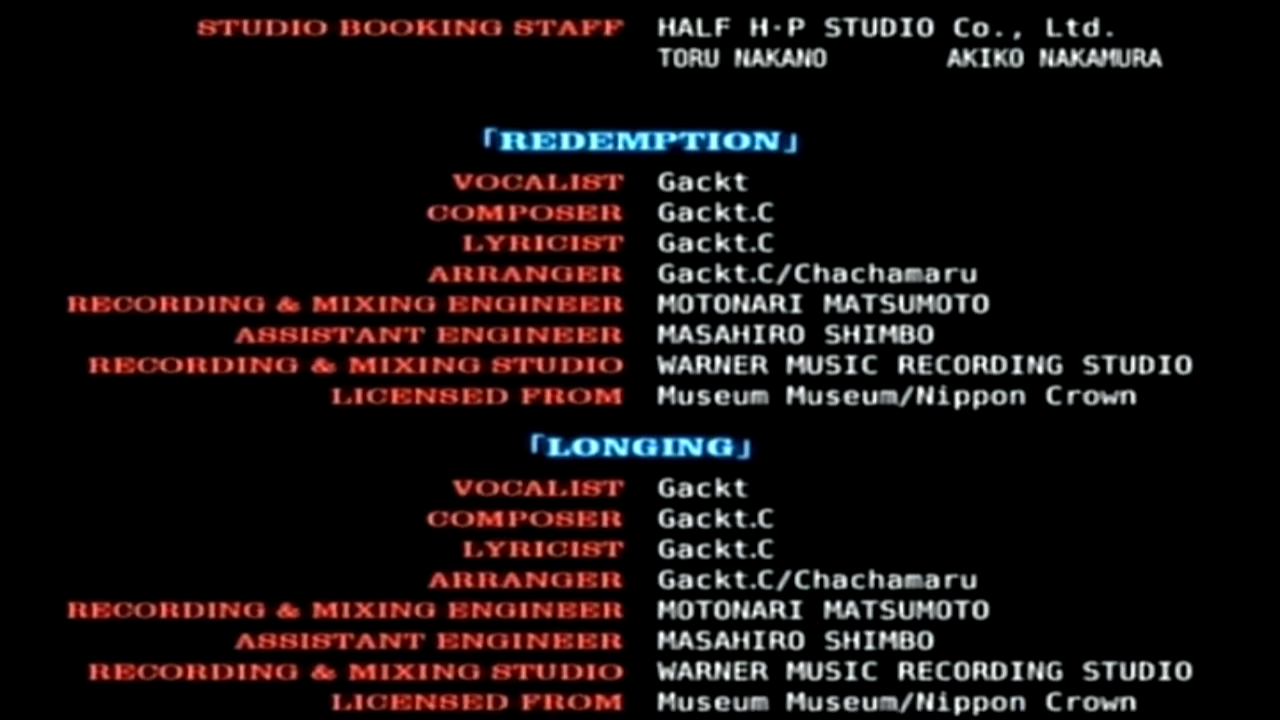 STUDIO BOOKING STAFF HALF H·P STUDIO Co., Ltd.
TORU NAKANO AKIKO NAKAMURA
「REDEMPTION」
VOCALIST Gackt
COMPOSER Gackt.C
LYRICIST Gackt.C
ARRANGER Gackt.C/Chachamaru
RECORDING & MIXING ENGINEER MOTONARI MATSUMOTO
ASSISTANT ENGINEER MASAHIRO SHIMBO
RECORDING & MIXING STUDIO WARNER MUSIC RECORDING STUDIO
LICENSED FROM Museum Museum/Nippon Crown
「LONGING」
VOCALIST Gackt
COMPOSER Gackt.C
LYRICIST Gackt.C
ARRANGER Gackt.C/Chachamaru
RECORDING & MIXING ENGINEER MOTONARI MATSUMOTO
ASSISTANT ENGINEER MASAHIRO SHIMBO
RECORDING & MIXING STUDIO WARNER MUSIC RECORDING STUDIO
LICENSED FROM Museum Museum/Nippon Crown